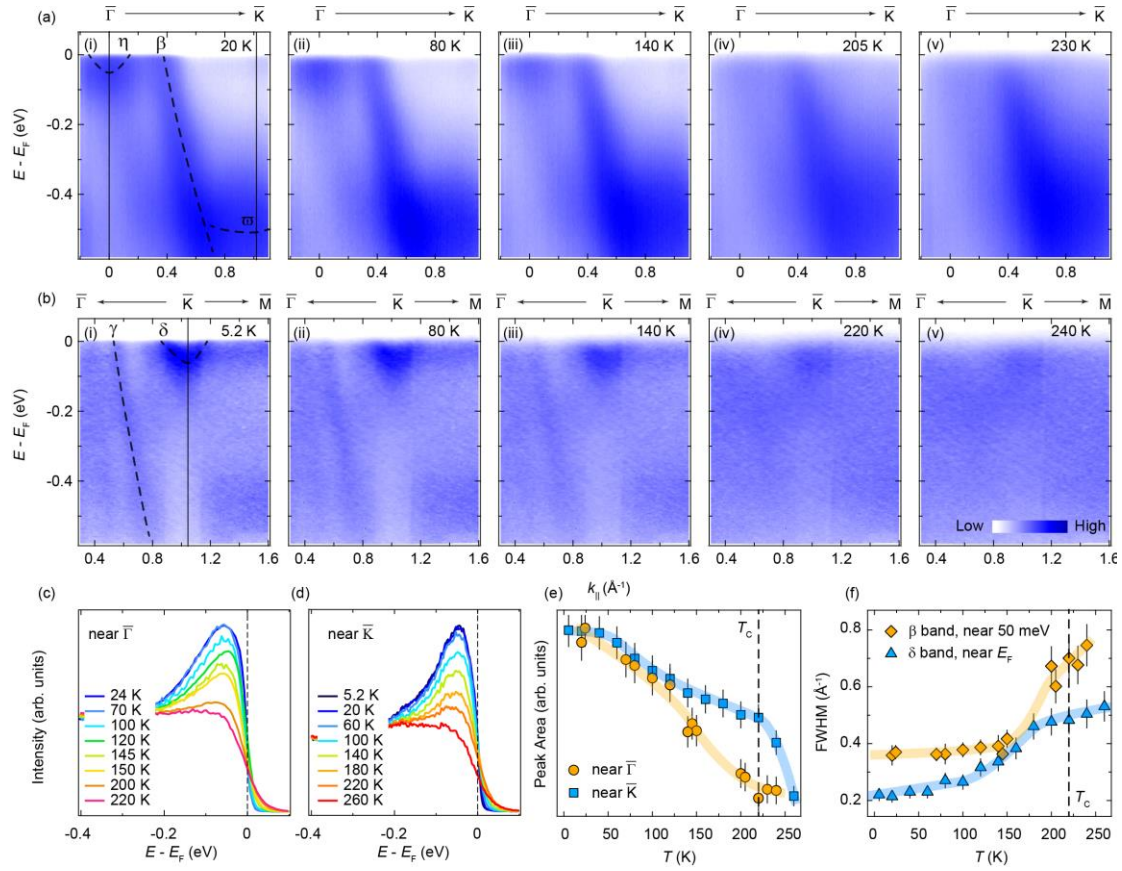 (a) Γ̅ K̅ Γ̅ K̅ Γ̅ K̅ Γ̅ K̅ Γ̅ K̅
(i) η β 20 K (ii) 80 K (iii) 140 K (iv) 205 K (v) 230 K
0
-0.2
-0.4
E - E_F (eV)
ϖ
0 0.4 0.8 0 0.4 0.8 0 0.4 0.8 0 0.4 0.8 0 0.4 0.8
(b) Γ̅ K̅ M̅ Γ̅ K̅ M̅ Γ̅ K̅ M̅ Γ̅ K̅ M̅ Γ̅ K̅ M̅
(i) γ δ 5.2 K (ii) 80 K (iii) 140 K (iv) 220 K (v) 240 K
0
-0.2
-0.4
E - E_F (eV)
Low High
0.4 0.8 1.2 1.6 0.4 0.8 1.2 1.6 0.4 0.8 1.2 1.6 0.4 0.8 1.2 1.6 0.4 0.8 1.2 1.6
k_|| (Å⁻¹)
(c)
near Γ̅
24 K
70 K
100 K
120 K
145 K
150 K
200 K
220 K
Intensity (arb. units)
-0.4 -0.2 0
E - E_F (eV)
(d)
near K̅
5.2 K
20 K
60 K
100 K
140 K
180 K
220 K
260 K
-0.4 -0.2 0
E - E_F (eV)
(e)
T_C
near Γ̅
near K̅
Peak Area (arb. units)
0 50 100 150 200 250
T (K)
(f)
β band, near 50 meV
δ band, near E_F
T_C
0.8
0.6
0.4
0.2
FWHM (Å⁻¹)
0 50 100 150 200 250
T (K)